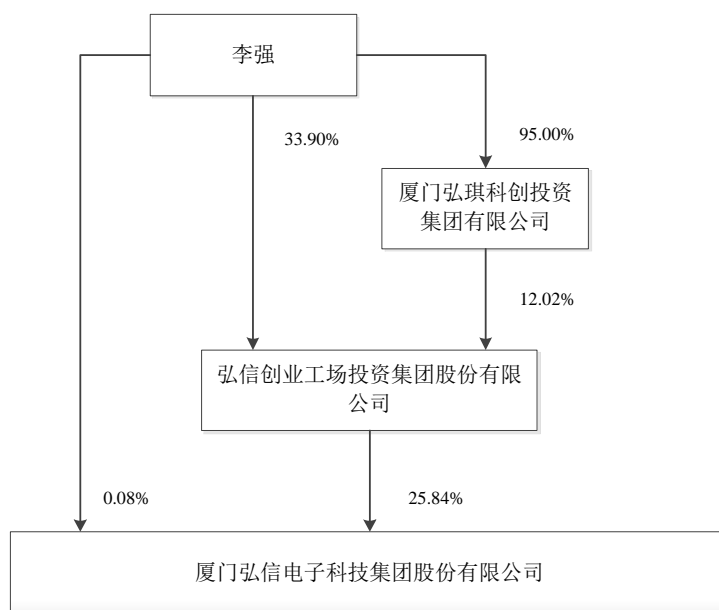 李强
33.90%
95.00%
厦门弘琪科创投资
集团有限公司
12.02%
弘信创业工场投资集团股份有限
公司
0.08%
25.84%
厦门弘信电子科技集团股份有限公司